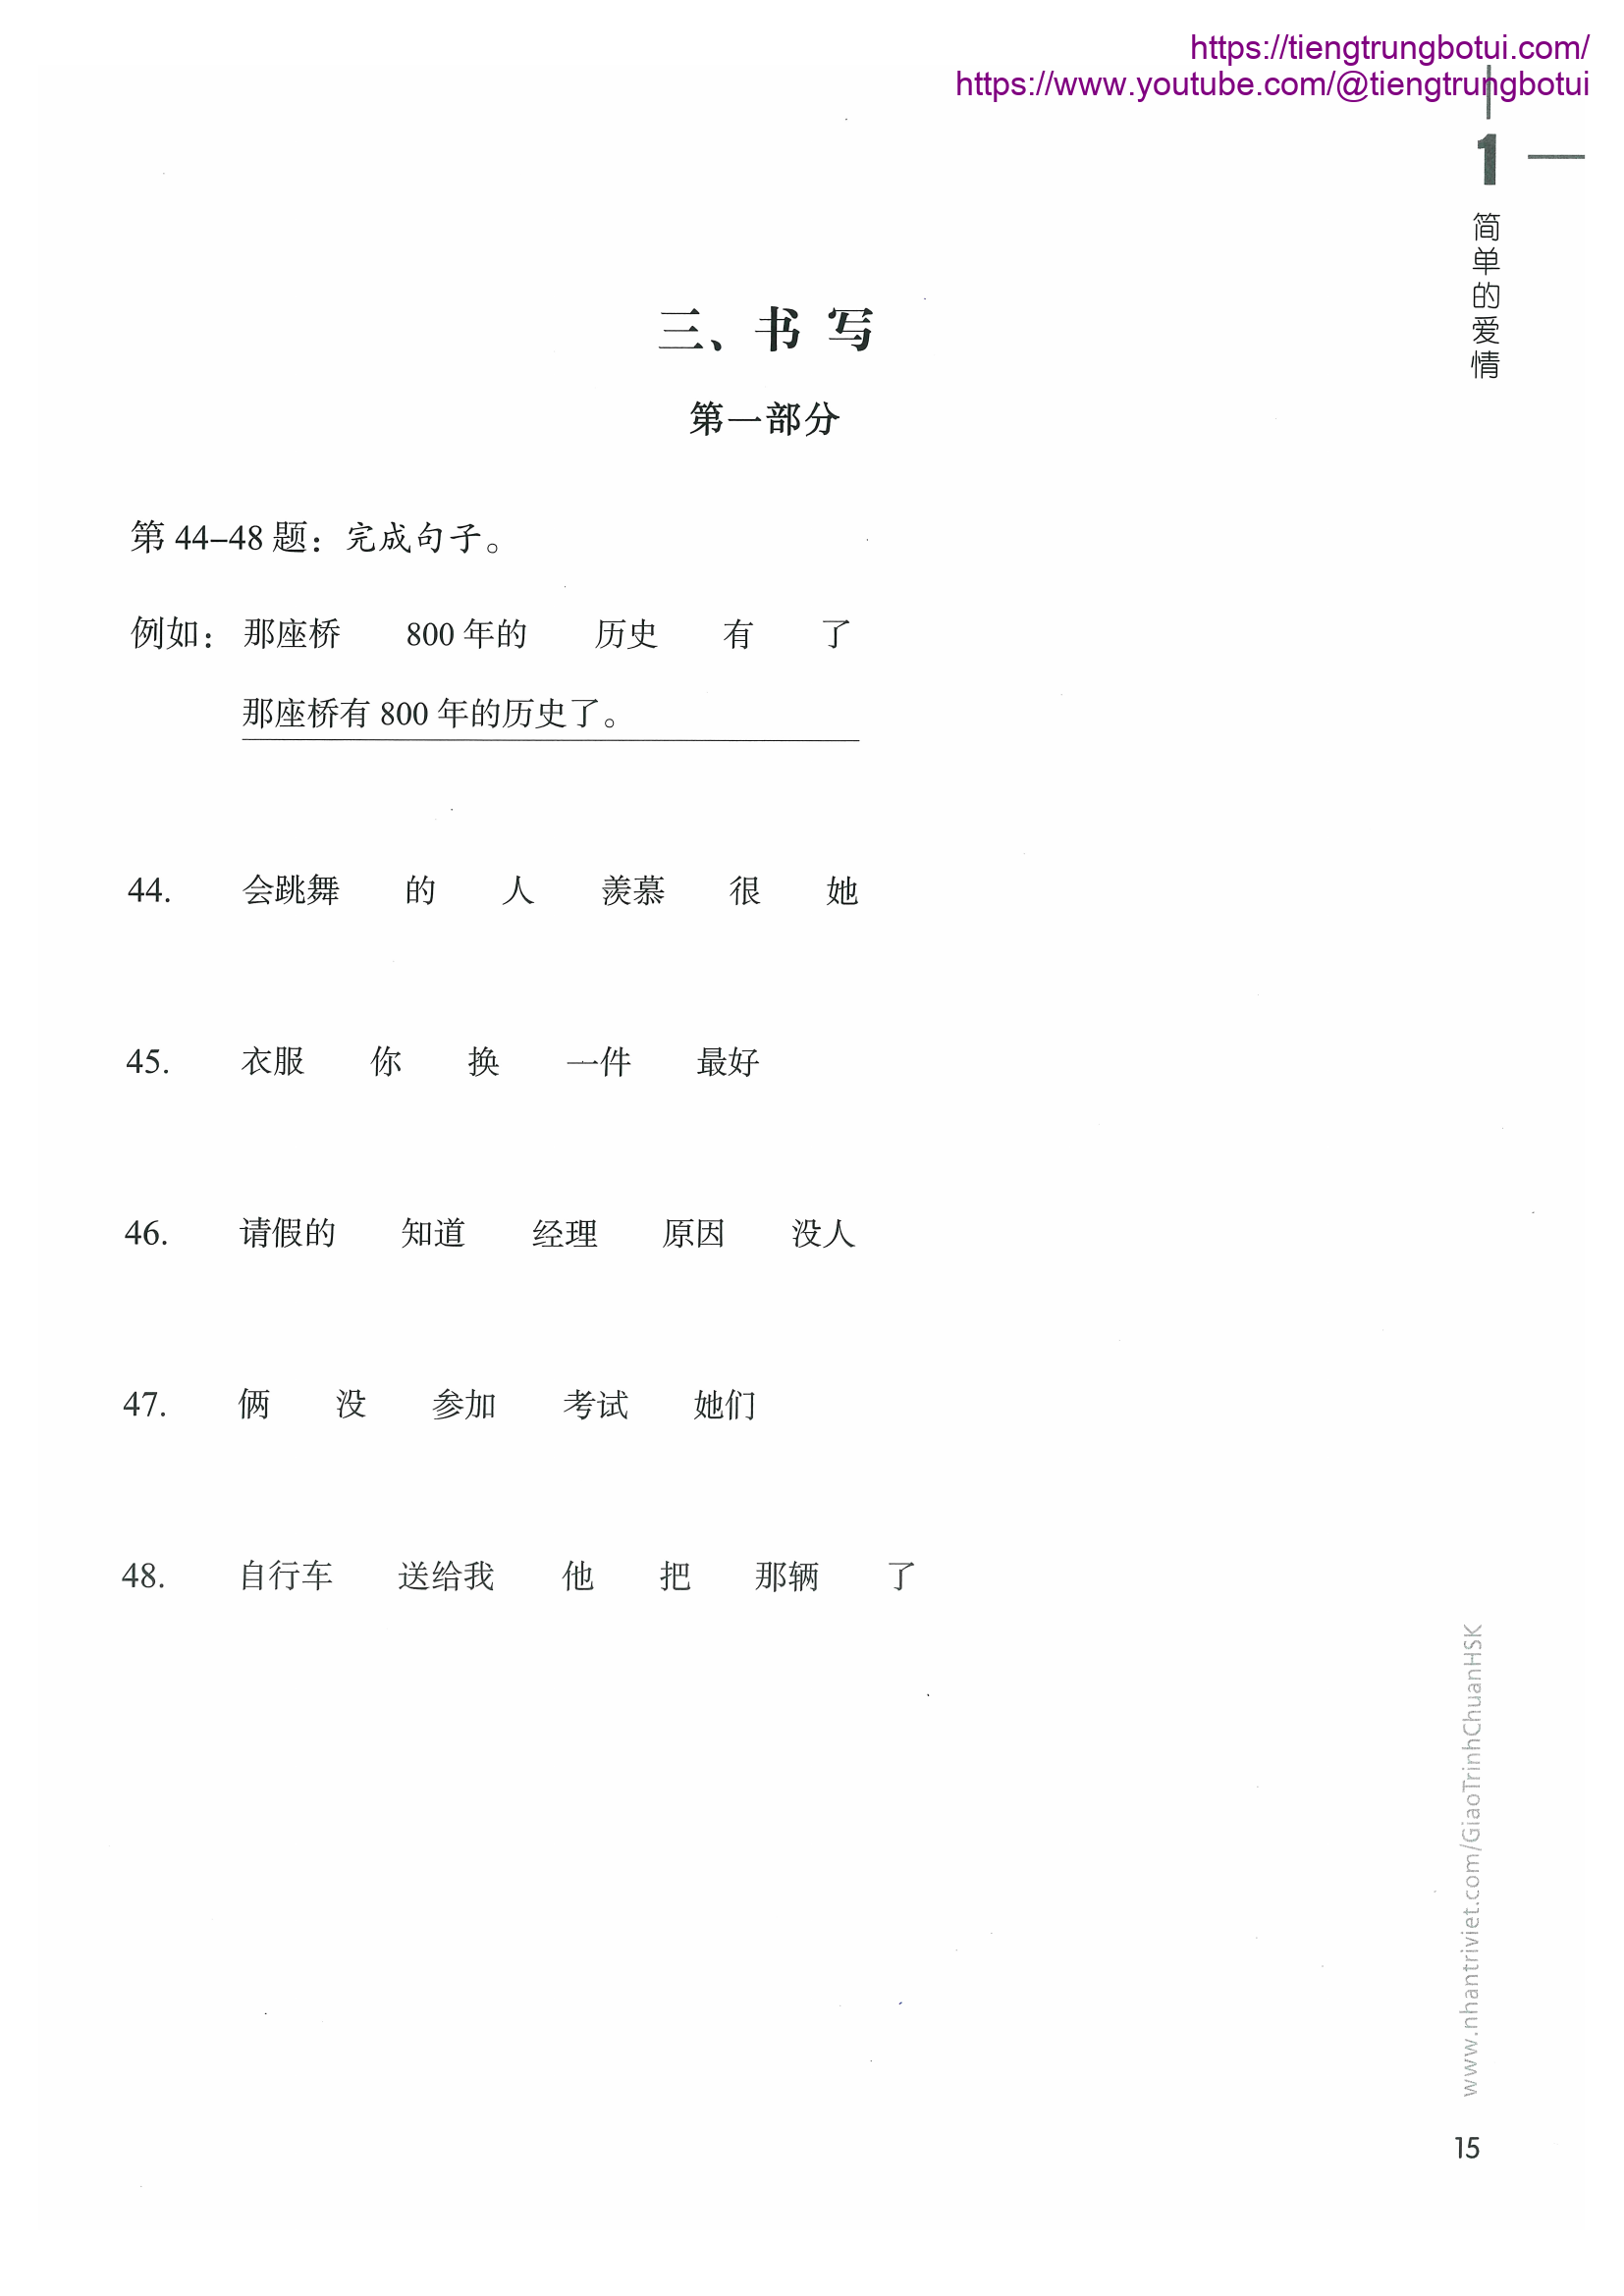 https://tiengtrungbotui.com/
https://www.youtube.com/@tiengtrungbotui
1
简单的爱情
三、书 写
第一部分
第 44–48 题：完成句子。
例如： 那座桥 800 年的 历史 有 了
那座桥有 800 年的历史了。
44. 会跳舞 的 人 羡慕 很 她
45. 衣服 你 换 一件 最好
46. 请假的 知道 经理 原因 没人
47. 俩 没 参加 考试 她们
48. 自行车 送给我 他 把 那辆 了
www.nhantriviet.com/GiaoTrinhChuanHSK
15